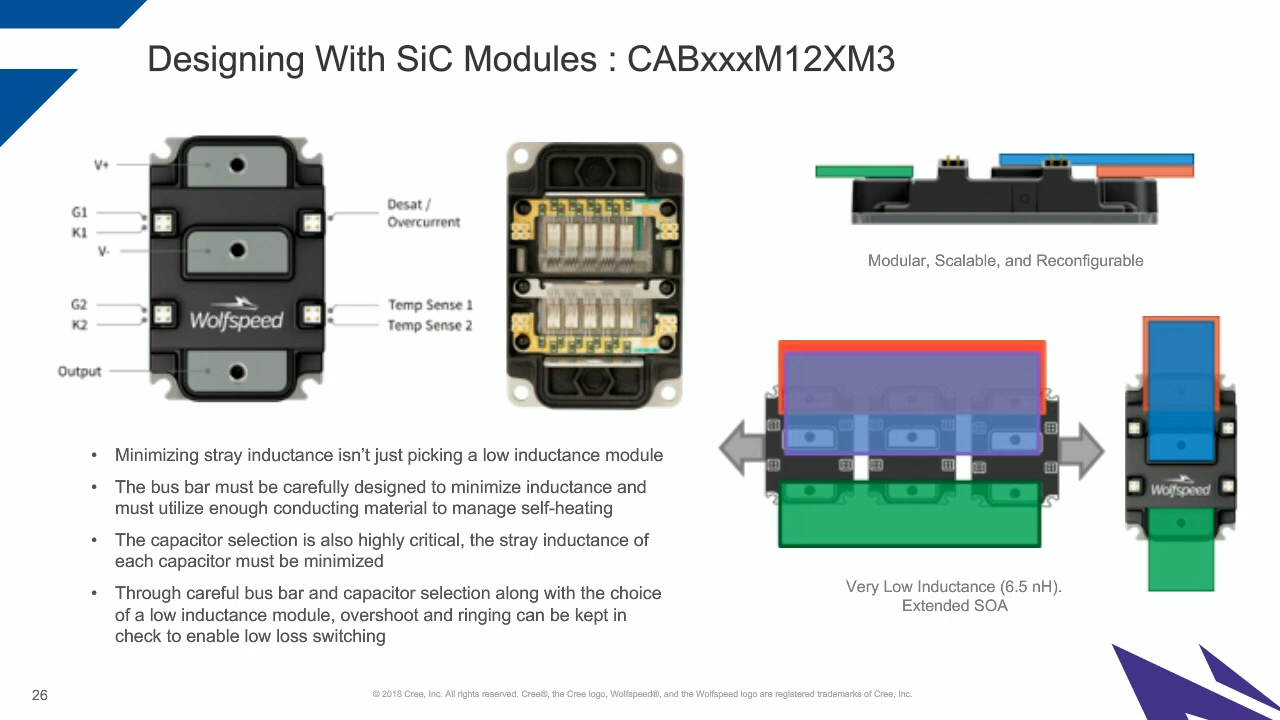 Designing With SiC Modules : CABxxxM12XM3
V+
G1
K1
V-
G2
K2
Output
Desat /
Overcurrent
Temp Sense 1
Temp Sense 2
Wolfspeed
Modular, Scalable, and Reconfigurable
Wolfspeed
Very Low Inductance (6.5 nH).
Extended SOA
• Minimizing stray inductance isn't just picking a low inductance module
• The bus bar must be carefully designed to minimize inductance and
must utilize enough conducting material to manage self-heating
• The capacitor selection is also highly critical, the stray inductance of
each capacitor must be minimized
• Through careful bus bar and capacitor selection along with the choice
of a low inductance module, overshoot and ringing can be kept in
check to enable low loss switching
26
© 2018 Cree, Inc. All rights reserved. Cree®, the Cree logo, Wolfspeed®, and the Wolfspeed logo are registered trademarks of Cree, Inc.